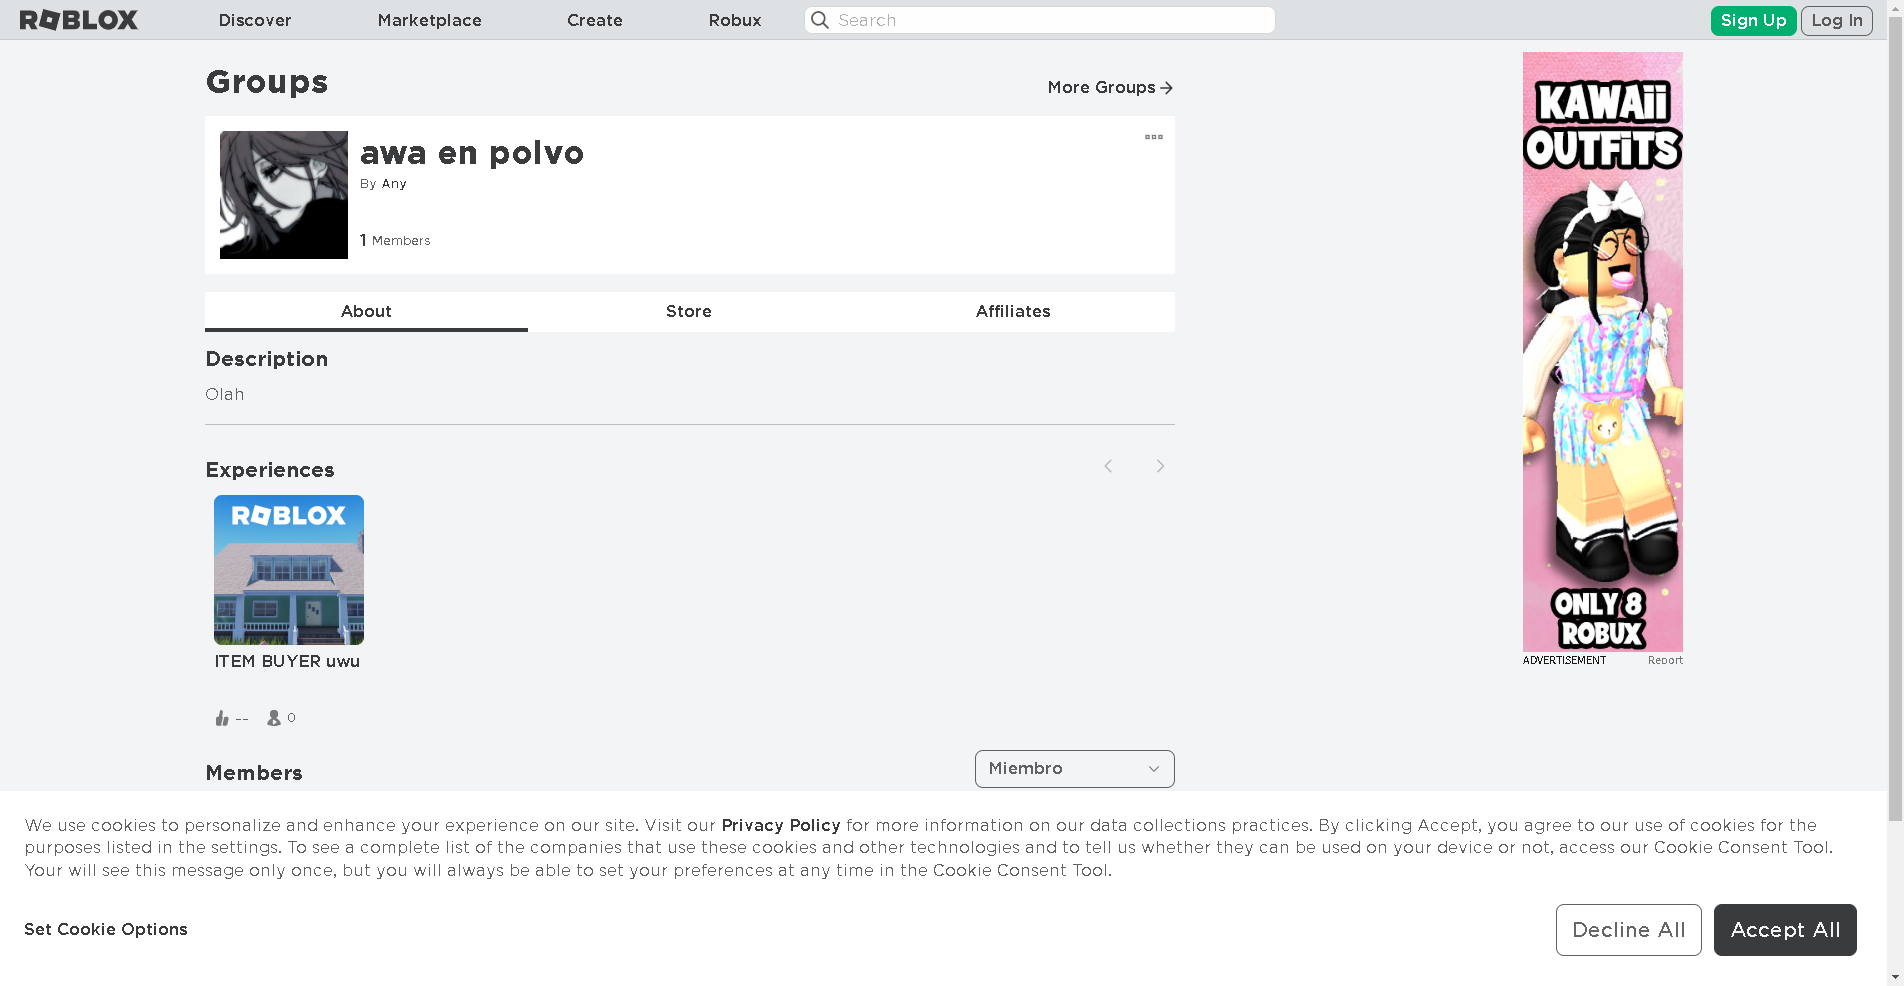 ROBLOX
Discover
Marketplace
Create
Robux
Search
Sign Up
Log In
Groups
More Groups
awa en polvo
By Any
1 Members
About
Store
Affiliates
Description
Olah
Experiences
ROBLOX
ITEM BUYER uwu
--
0
Members
Miembro
KAWAii
OUTFiTS
ONLY 8
ROBUX
ADVERTISEMENT
Report
We use cookies to personalize and enhance your experience on our site. Visit our Privacy Policy for more information on our data collections practices. By clicking Accept, you agree to our use of cookies for the
purposes listed in the settings. To see a complete list of the companies that use these cookies and other technologies and to tell us whether they can be used on your device or not, access our Cookie Consent Tool.
Your will see this message only once, but you will always be able to set your preferences at any time in the Cookie Consent Tool.
Set Cookie Options
Decline All
Accept All